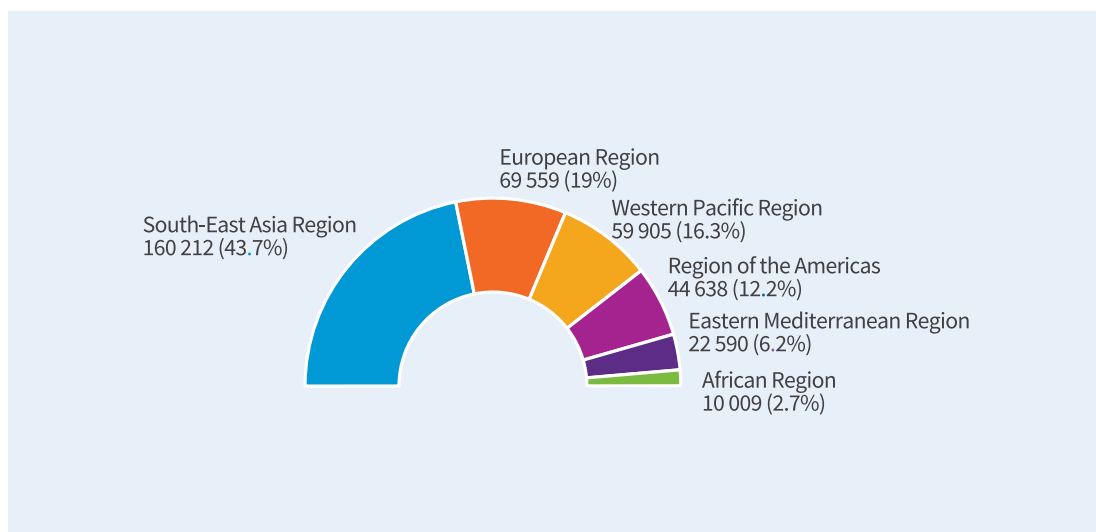 European Region
69 559 (19%)
Western Pacific Region
59 905 (16.3%)
South-East Asia Region
160 212 (43.7%)
Region of the Americas
44 638 (12.2%)
Eastern Mediterranean Region
22 590 (6.2%)
African Region
10 009 (2.7%)